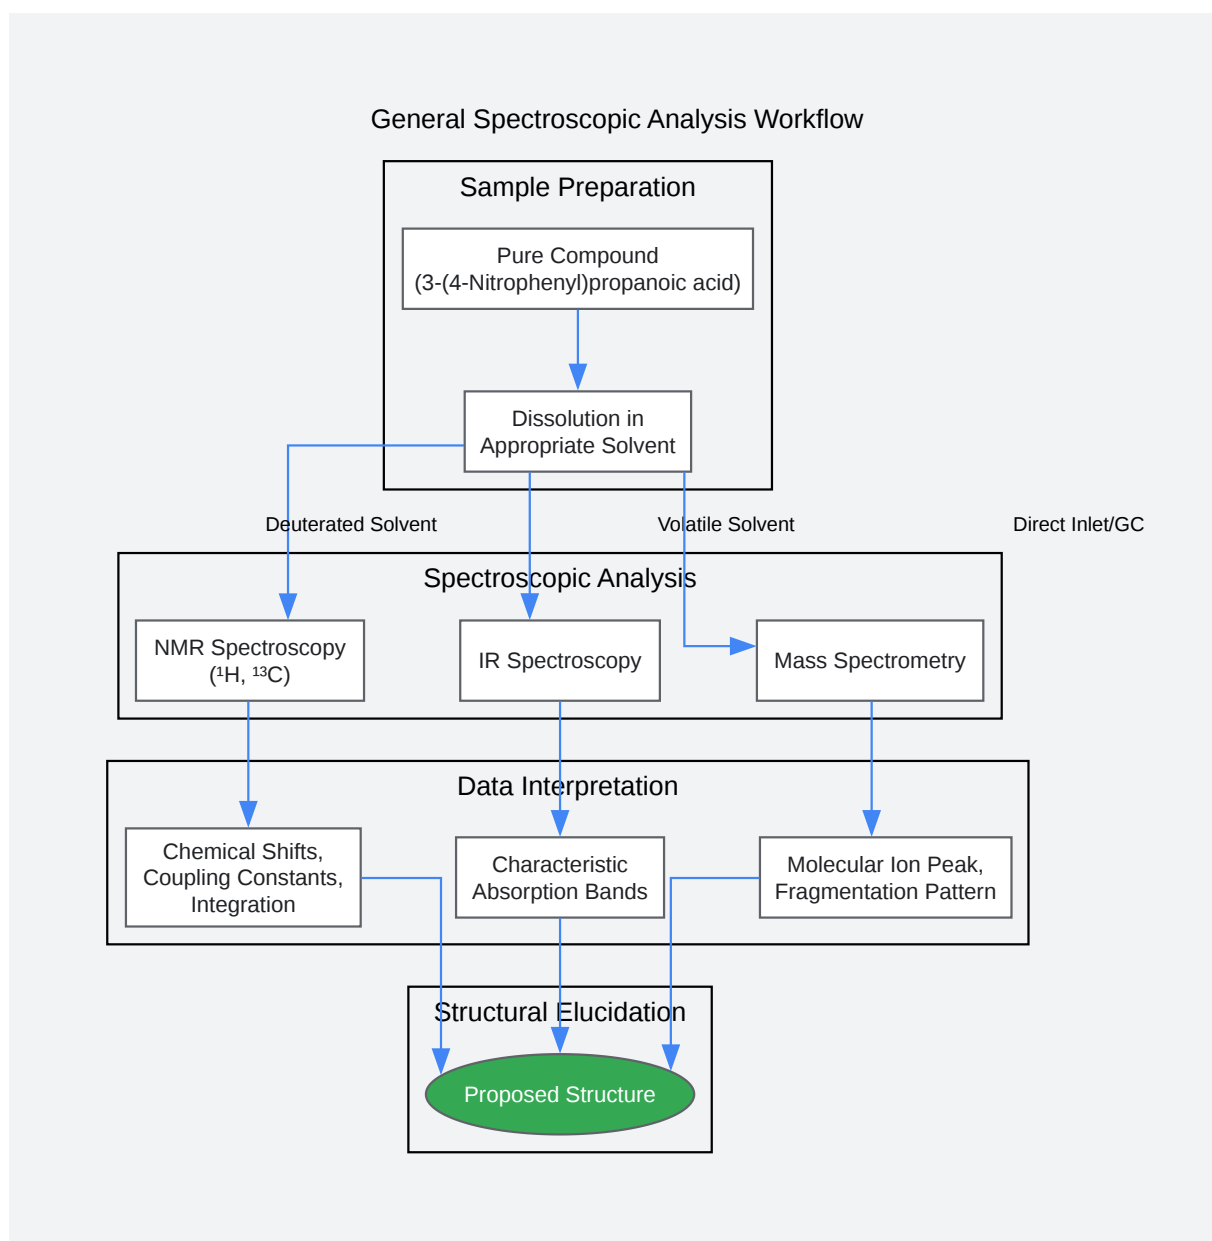 General Spectroscopic Analysis Workflow
Sample Preparation
Pure Compound
(3-(4-Nitrophenyl)propanoic acid)
Dissolution in
Appropriate Solvent
Deuterated Solvent
Volatile Solvent
Direct Inlet/GC
Spectroscopic Analysis
NMR Spectroscopy
(¹H, ¹³C)
IR Spectroscopy
Mass Spectrometry
Data Interpretation
Chemical Shifts,
Coupling Constants,
Integration
Characteristic
Absorption Bands
Molecular Ion Peak,
Fragmentation Pattern
Structural Elucidation
Proposed Structure